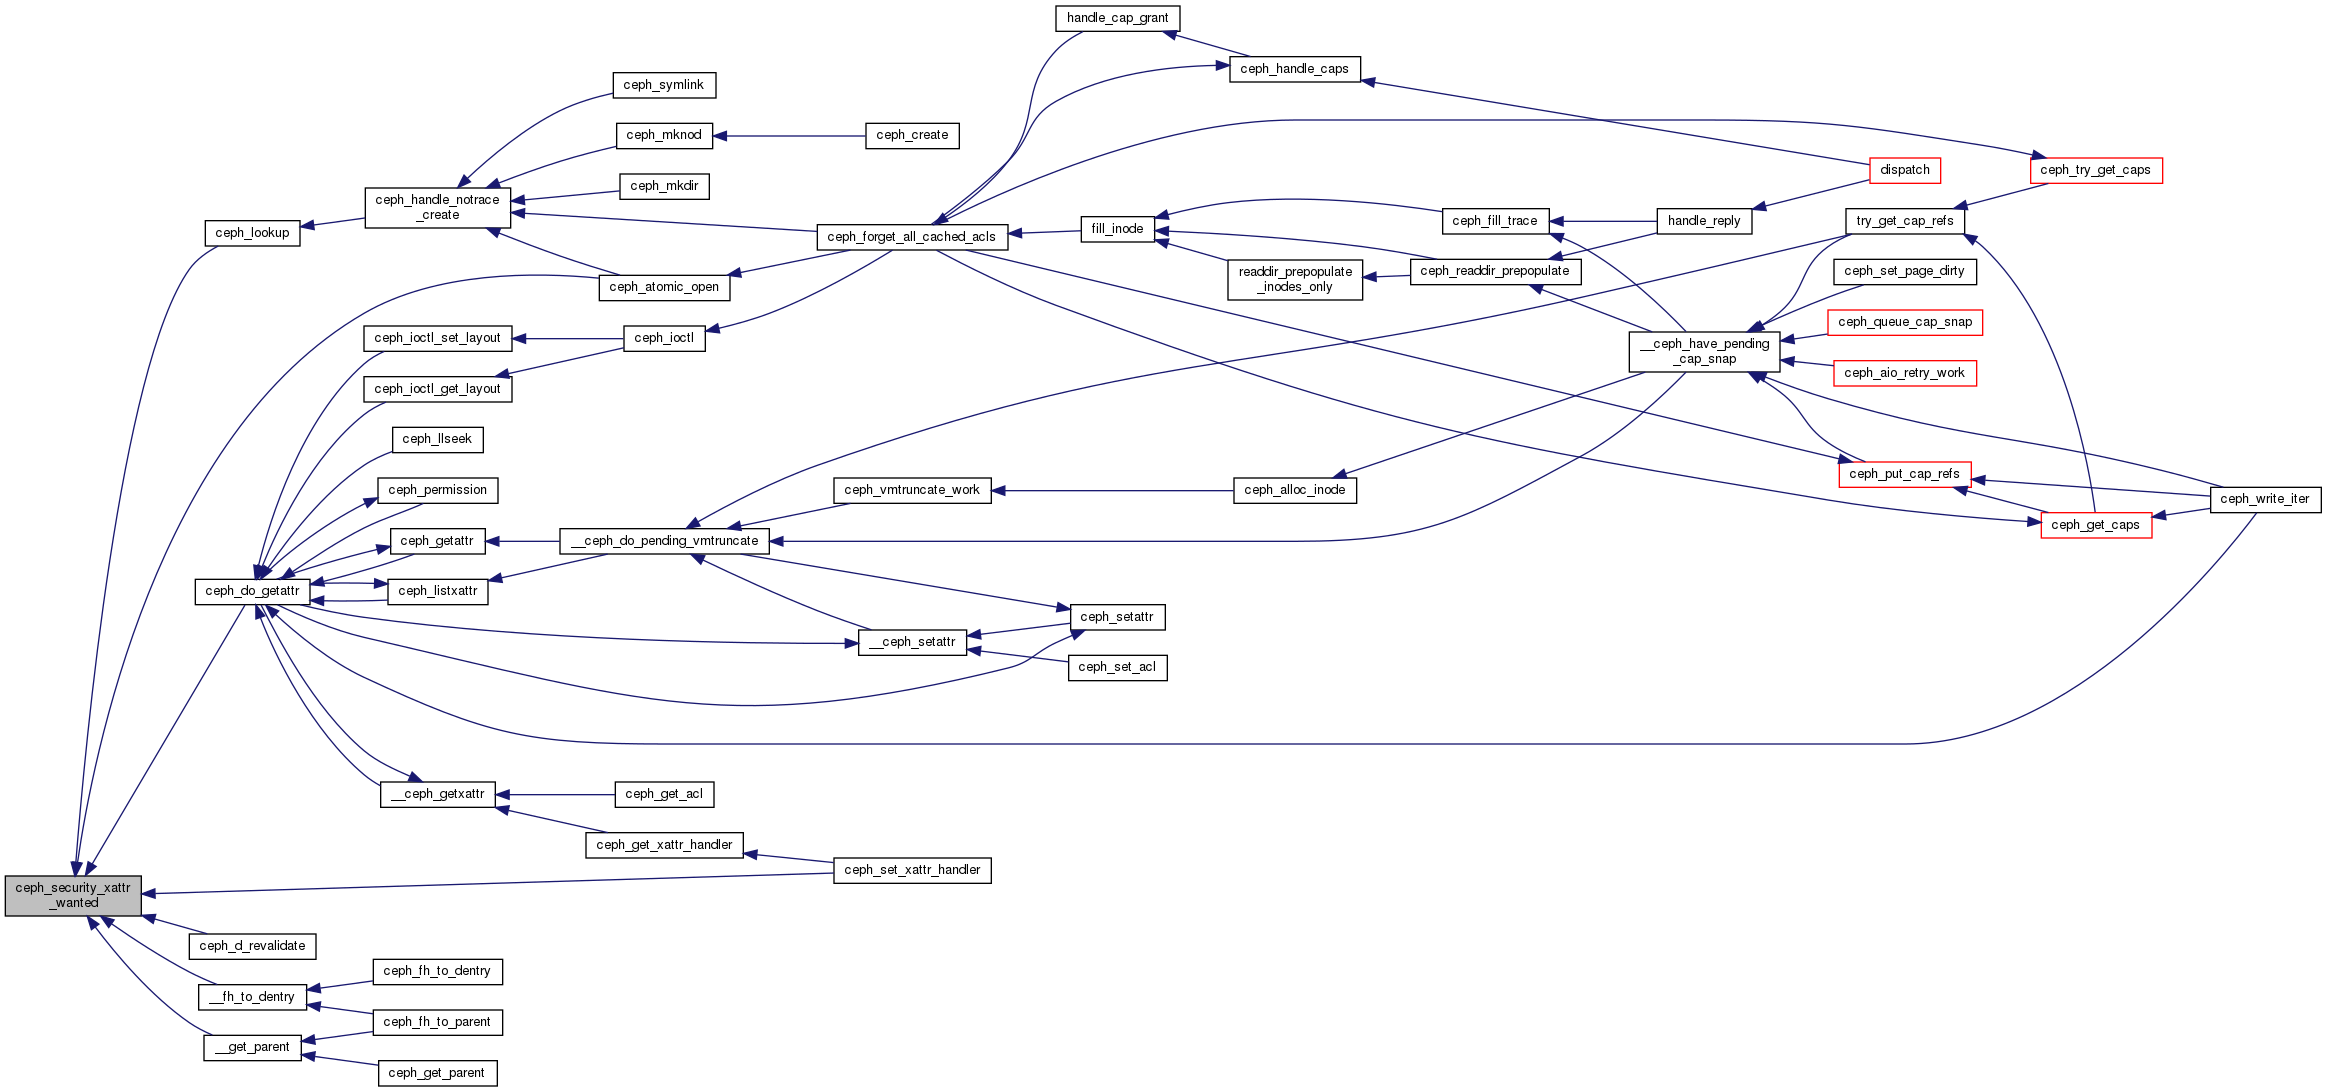 handle_cap_grant
ceph_handle_caps
ceph_symlink
ceph_mknod
ceph_create
dispatch
ceph_try_get_caps
ceph_mkdir
ceph_handle_notrace
_create
ceph_lookup
ceph_forget_all_cached_acls
fill_inode
ceph_fill_trace
handle_reply
try_get_cap_refs
readdir_prepopulate
_inodes_only
ceph_readdir_prepopulate
ceph_set_page_dirty
ceph_atomic_open
ceph_queue_cap_snap
ceph_ioctl_set_layout
ceph_ioctl
__ceph_have_pending
_cap_snap
ceph_aio_retry_work
ceph_ioctl_get_layout
ceph_llseek
ceph_put_cap_refs
ceph_permission
ceph_vmtruncate_work
ceph_alloc_inode
ceph_write_iter
ceph_get_caps
ceph_getattr
__ceph_do_pending_vmtruncate
ceph_do_getattr
ceph_listxattr
ceph_setattr
__ceph_setattr
ceph_set_acl
__ceph_getxattr
ceph_get_acl
ceph_get_xattr_handler
ceph_set_xattr_handler
ceph_security_xattr
_wanted
ceph_d_revalidate
ceph_fh_to_dentry
__fh_to_dentry
ceph_fh_to_parent
__get_parent
ceph_get_parent